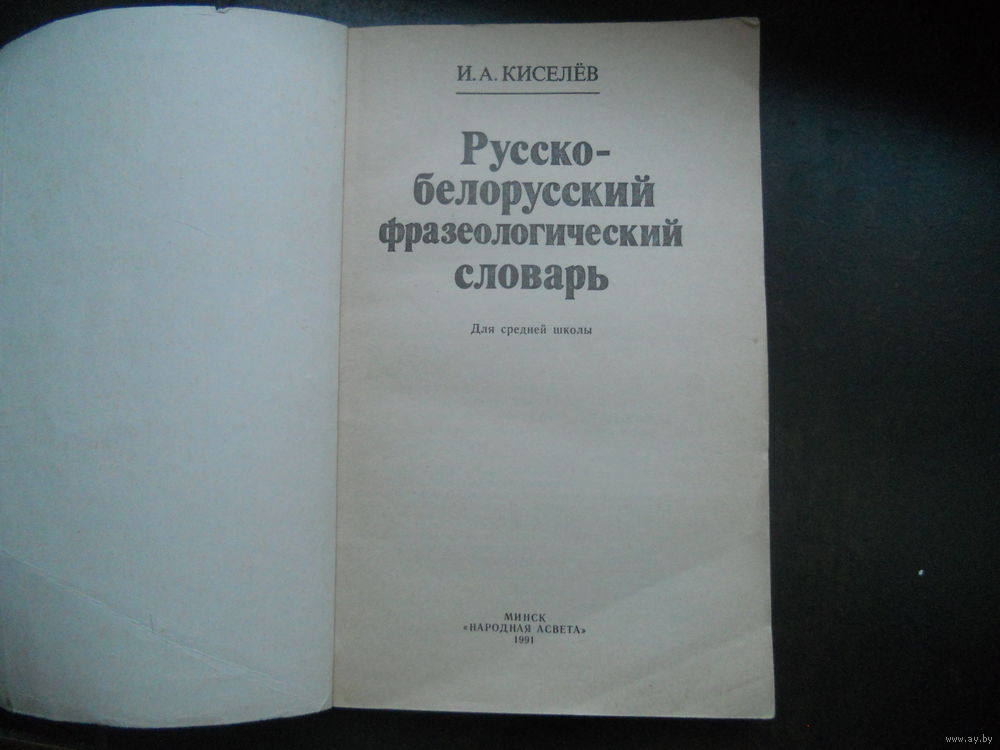 И. А. КИСЕЛЁВ
Русско-
белорусский
фразеологический
словарь
Для средней школы
МИНСК
«НАРОДНАЯ АСВЕТА»
1991
www.ay.by